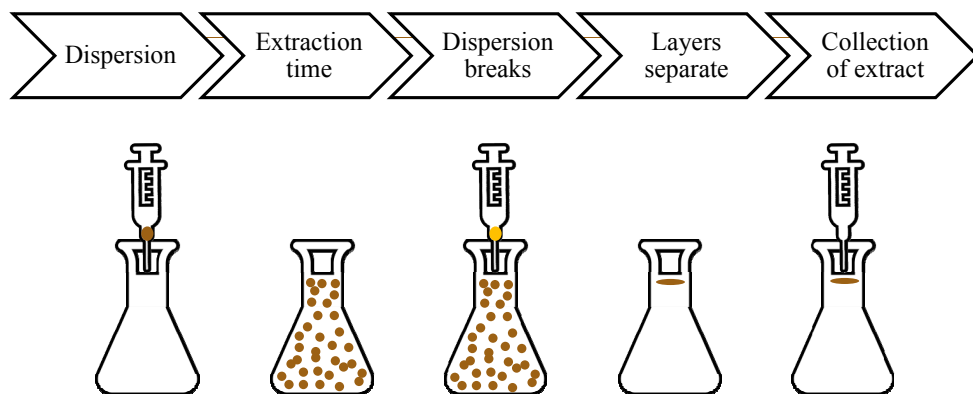 Dispersion
Extraction
time
Dispersion
breaks
Layers
separate
Collection
of extract